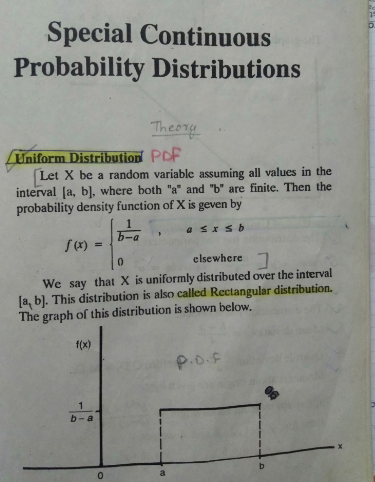 Special Continuous
Probability Distributions
Theory
Uniform Distribution PDF
Let X be a random variable assuming all values in the
interval [a, b], where both "a" and "b" are finite. Then the
probability density function of X is geven by
f(x) = { 1/(b-a) , a ≤ x ≤ b
0 elsewhere ]
We say that X is uniformly distributed over the interval
[a, b]. This distribution is also called Rectangular distribution.
The graph of this distribution is shown below.
f(x)
P.D.F
1/(b-a)
0 a b x